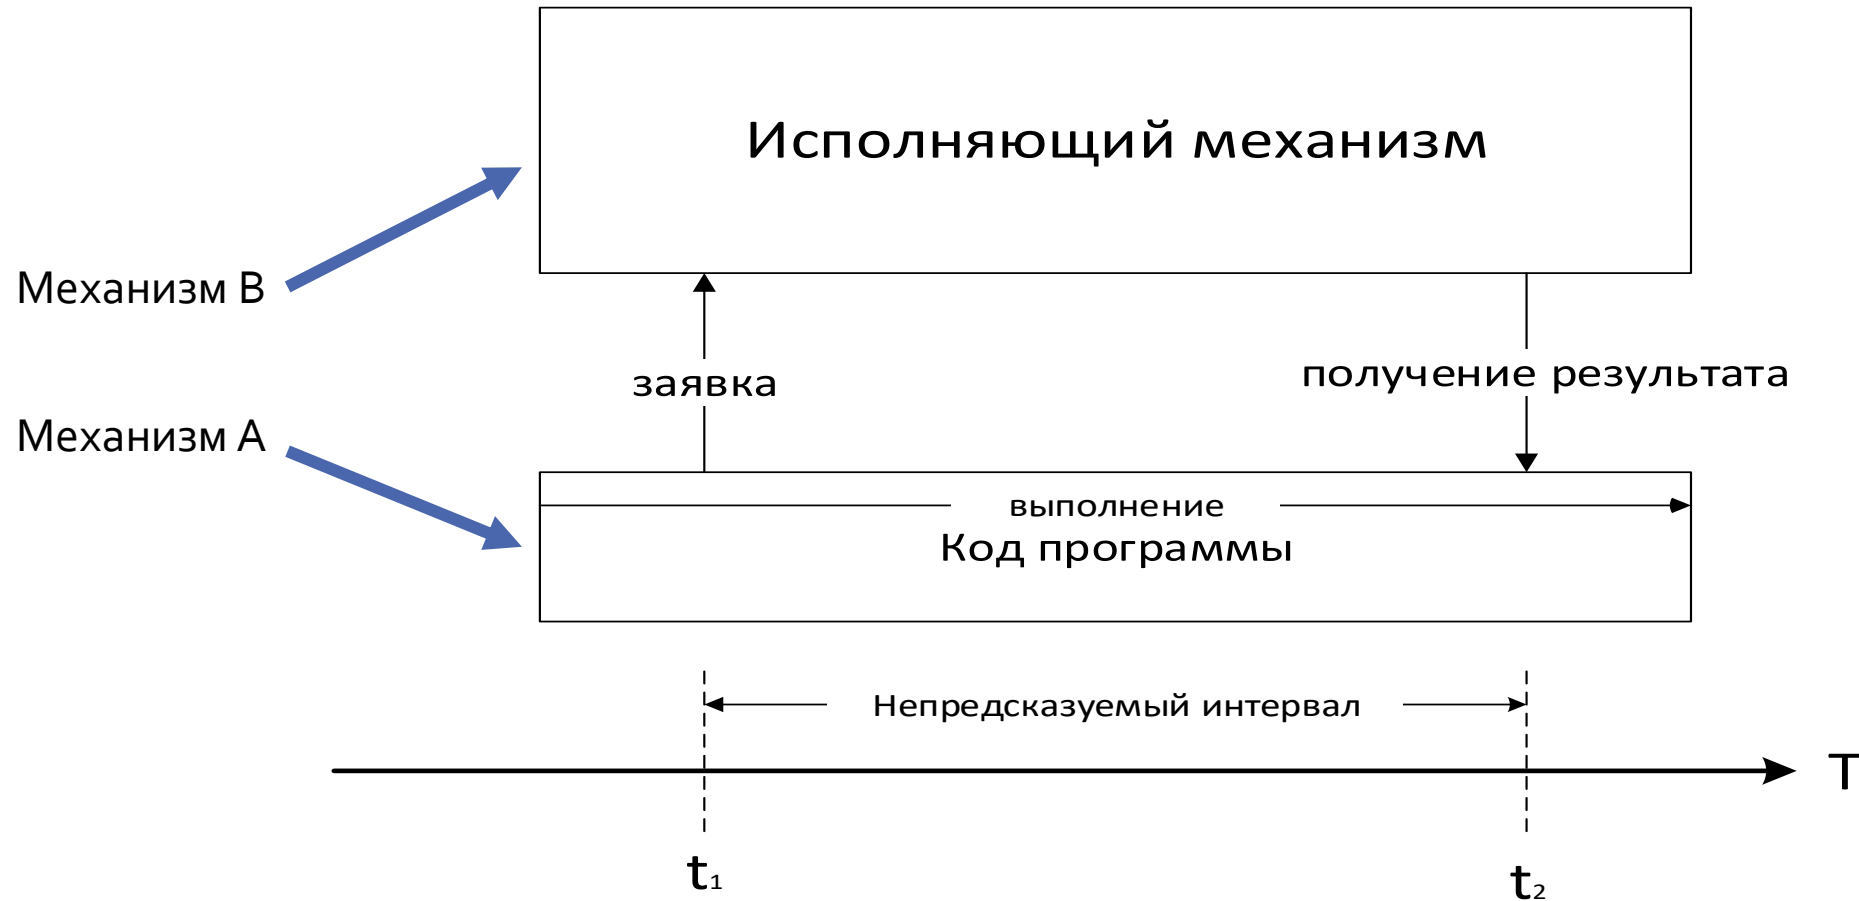 Исполняющий механизм
Механизм В
заявка
получение результата
Механизм А
выполнение
Код программы
Непредсказуемый интервал
T
t₁
t₂